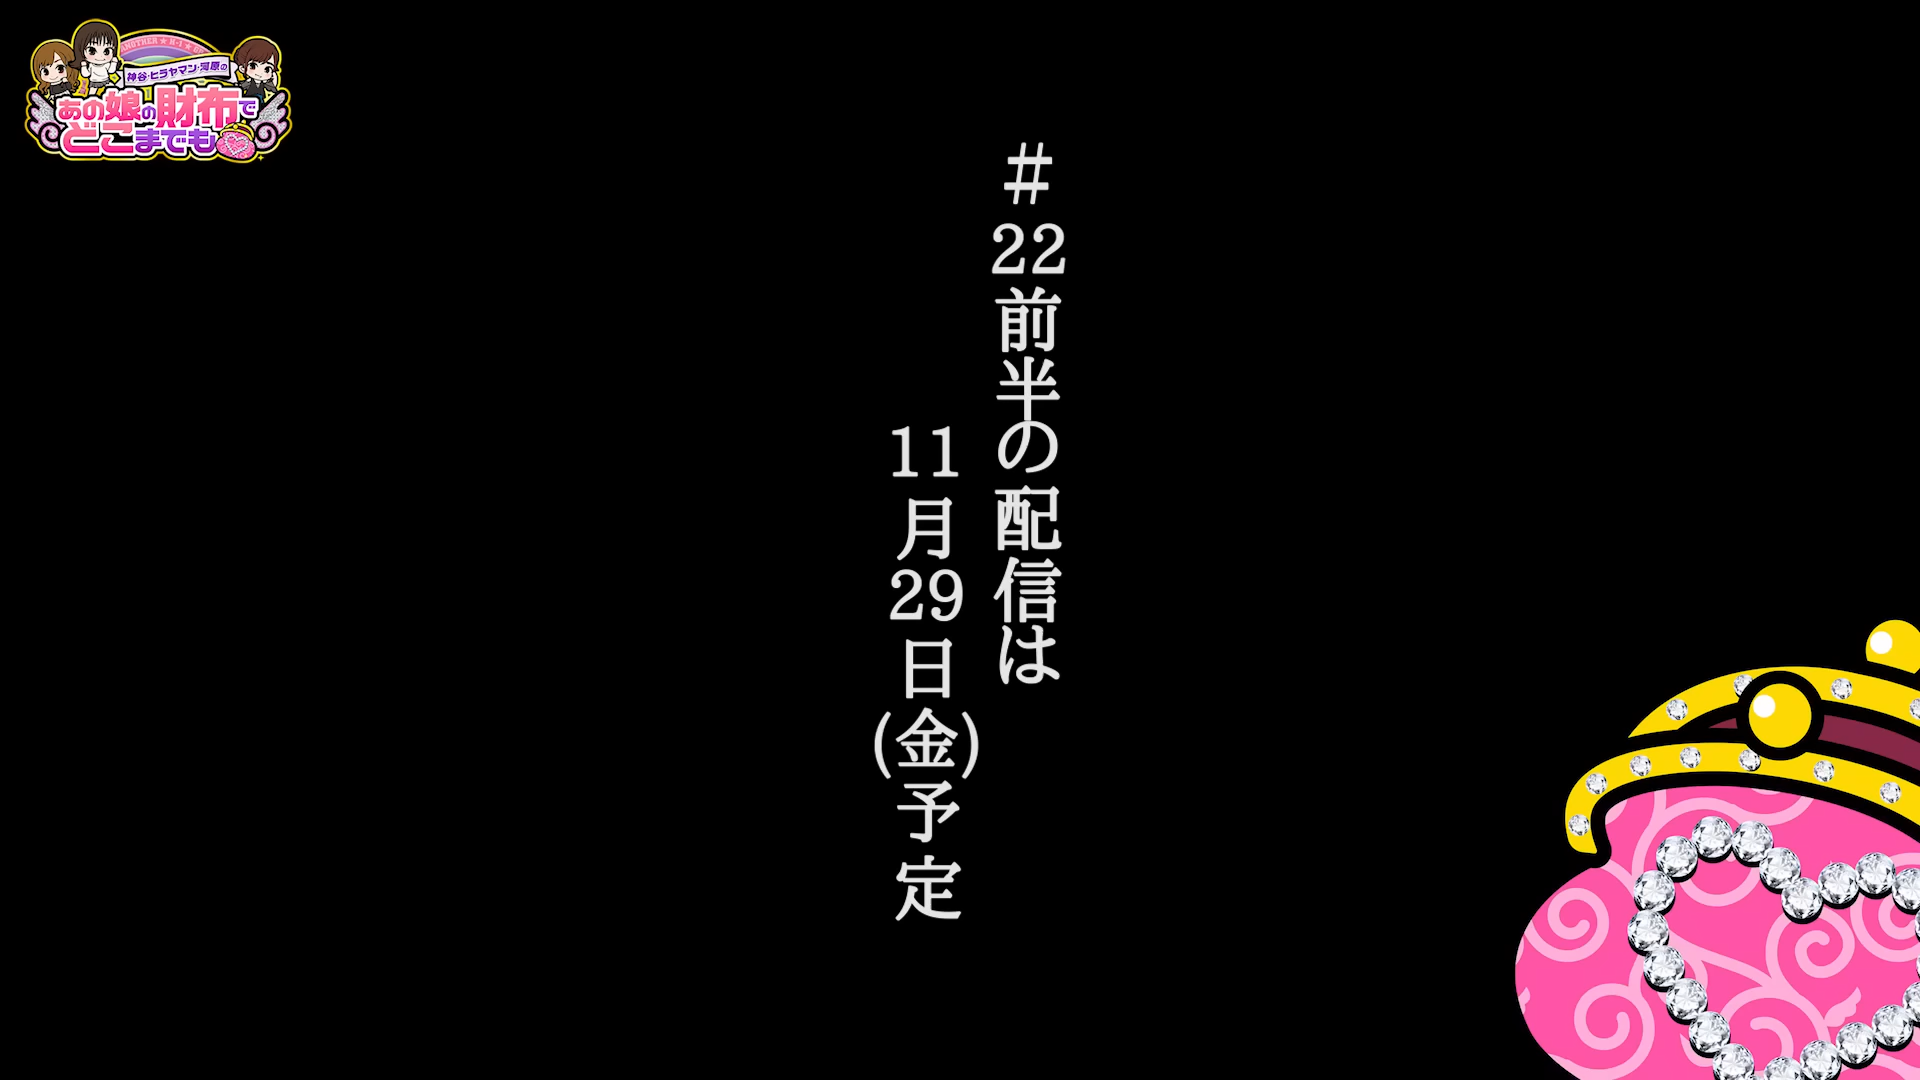 神谷・ヒラヤマン・河原の
あの娘の財布で
どこまでも
#22前半の配信は
11月29日(金)予定